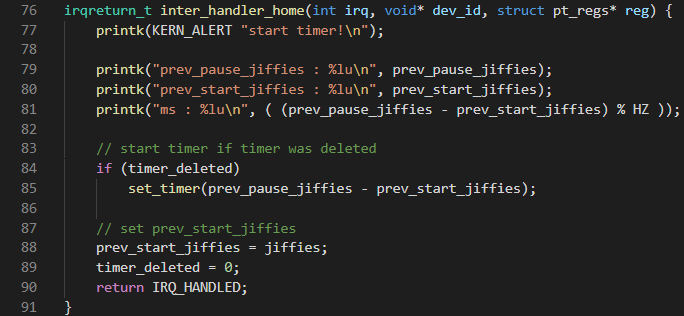 76 irqreturn_t inter_handler_home(int irq, void* dev_id, struct pt_regs* reg) {
77     printk(KERN_ALERT "start timer!\n");
78
79     printk("prev_pause_jiffies : %lu\n", prev_pause_jiffies);
80     printk("prev_start_jiffies : %lu\n", prev_start_jiffies);
81     printk("ms : %lu\n", ( (prev_pause_jiffies - prev_start_jiffies) % HZ ));
82
83     // start timer if timer was deleted
84     if (timer_deleted)
85         set_timer(prev_pause_jiffies - prev_start_jiffies);
86
87     // set prev_start_jiffies
88     prev_start_jiffies = jiffies;
89     timer_deleted = 0;
90     return IRQ_HANDLED;
91 }